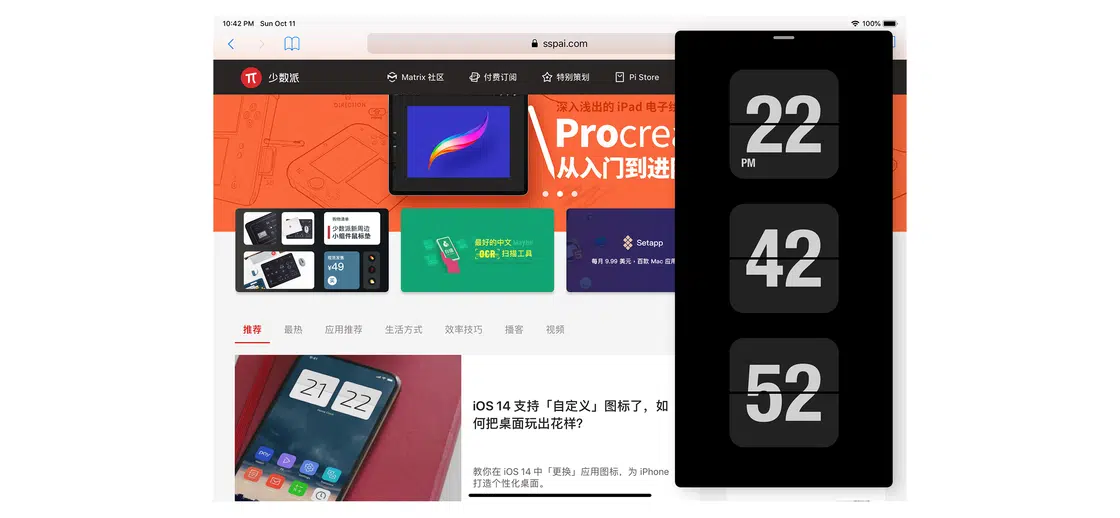 10:42 PM Sun Oct 11
100%
sspai.com
少数派
Matrix 社区
付费订阅
特别策划
Pi Store
深入浅出的 iPad 电子绘
Procrea
从入门到进阶
购物清单
少数派新周边
小组件鼠标垫
¥49
买
最好的中文
OCR 扫描工具
Setapp
每月 9.99 美元・百款 Mac 应用
推荐
最热
应用推荐
生活方式
效率技巧
播客
视频
21 22
iOS 14 支持「自定义」图标了，如
何把桌面玩出花样?
教你在 iOS 14 中「更换」应用图标，为 iPhone
打造个性化桌面。
22
PM
42
52